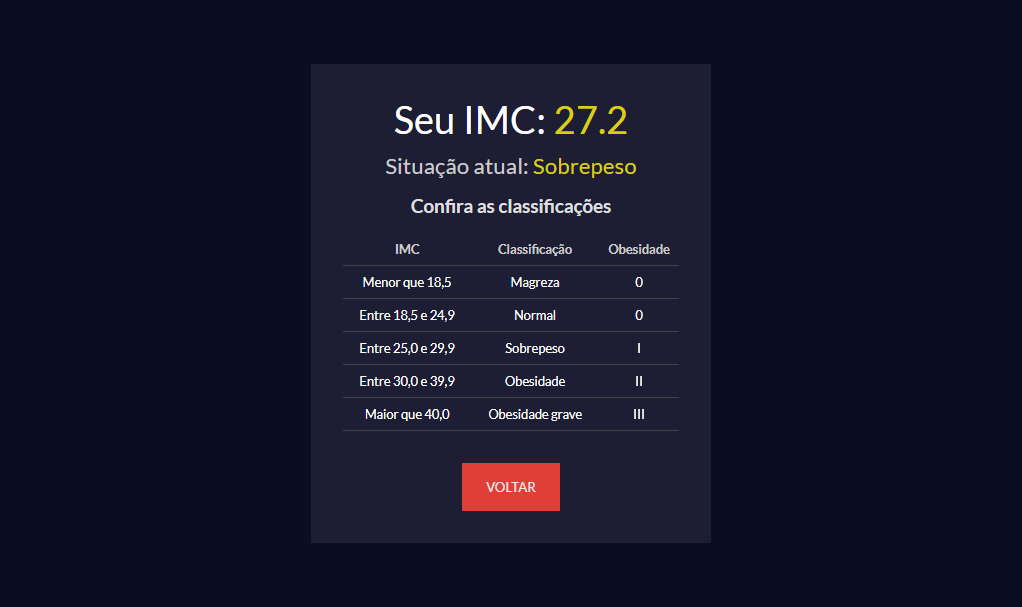 Seu IMC: 27.2
Situação atual: Sobrepeso
Confira as classificações
IMC Classificação Obesidade
Menor que 18,5 Magreza 0
Entre 18,5 e 24,9 Normal 0
Entre 25,0 e 29,9 Sobrepeso I
Entre 30,0 e 39,9 Obesidade II
Maior que 40,0 Obesidade grave III
VOLTAR